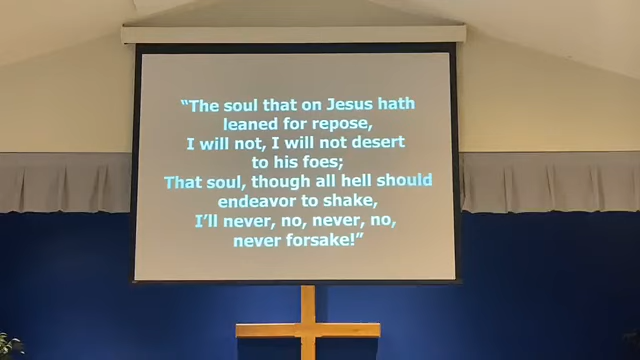 “The soul that on Jesus hath
leaned for repose,
I will not, I will not desert
to his foes;
That soul, though all hell should
endeavor to shake,
I’ll never, no, never, no,
never forsake!”